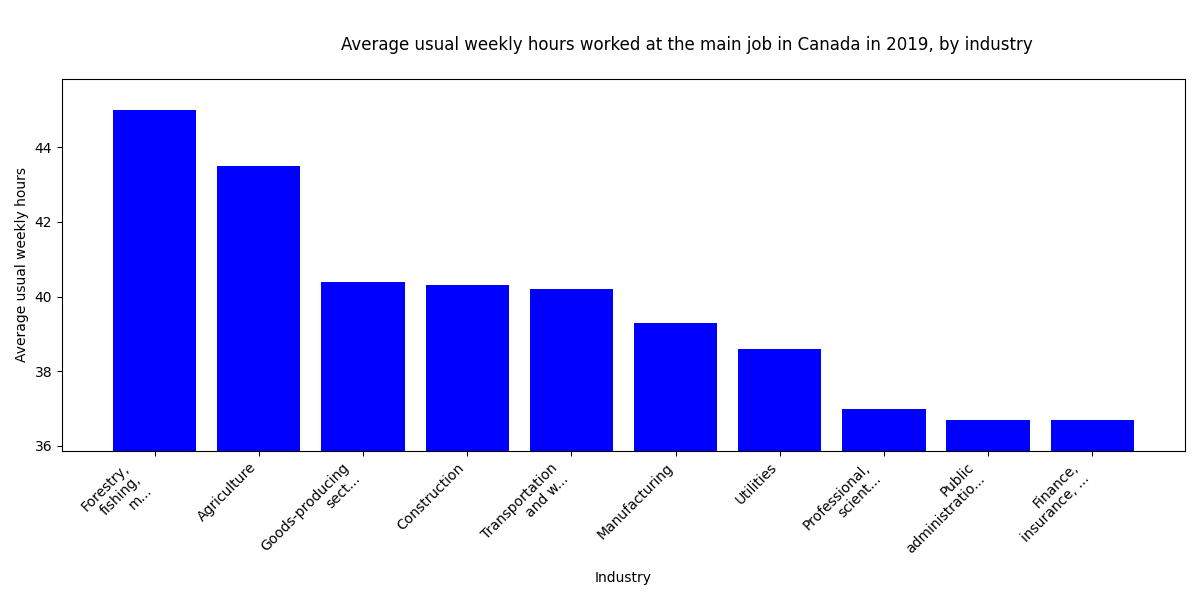 Average usual weekly hours worked at the main job in Canada in 2019, by industry
Average usual weekly hours
44
42
40
38
36
Forestry,
fishing,
m...
Agriculture
Goods-producing
sect...
Construction
Transportation
and w...
Manufacturing
Utilities
Professional,
scient...
Public
administratio...
Finance,
insurance, ...
Industry